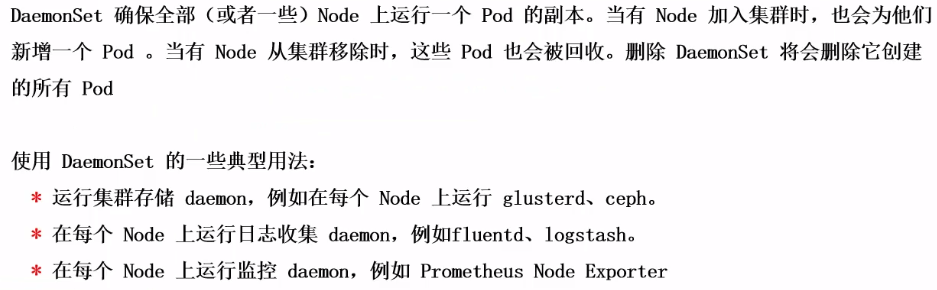 DaemonSet 确保全部（或者一些）Node 上运行一个 Pod 的副本。当有 Node 加入集群时，也会为他们
新增一个 Pod 。当有 Node 从集群移除时，这些 Pod 也会被回收。删除 DaemonSet 将会删除它创建
的所有 Pod
使用 DaemonSet 的一些典型用法：
* 运行集群存储 daemon，例如在每个 Node 上运行 glusterd、ceph。
* 在每个 Node 上运行日志收集 daemon，例如fluentd、logstash。
* 在每个 Node 上运行监控 daemon，例如 Prometheus Node Exporter